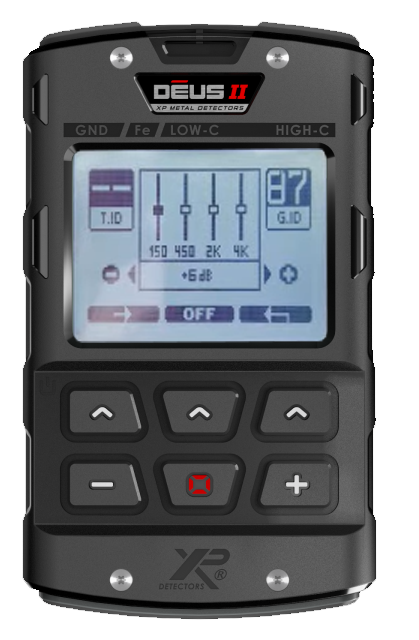 DEUS II
XP METAL DETECTORS
GND / Fe / LOW-C HIGH-C
-- 87
T.ID G.ID
150 450 2K 4K
+6dB
OFF
XP®
DETECTORS